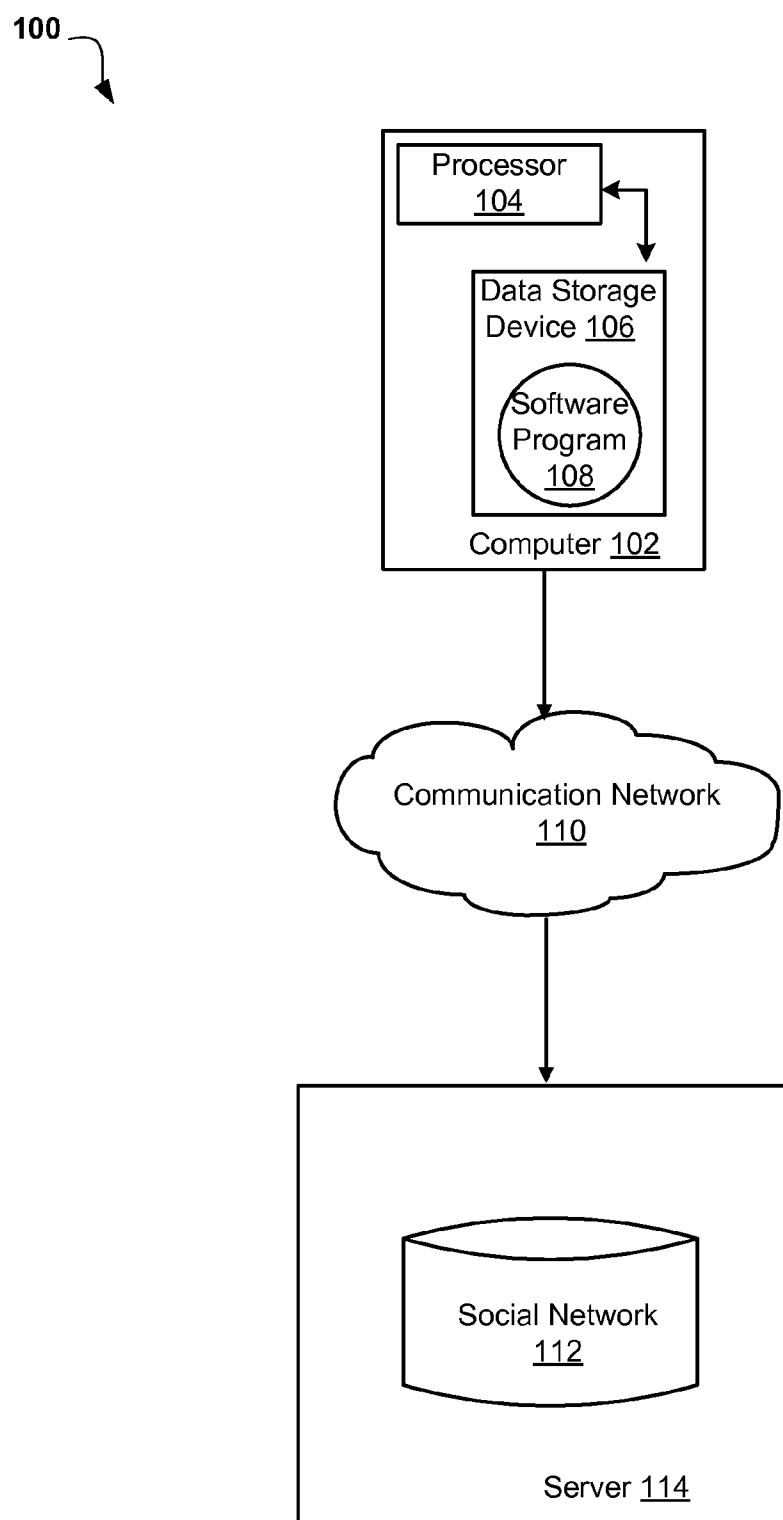 100
Processor
104
Data Storage
Device 106
Software
Program
108
Computer 102
Communication Network
110
Social Network
112
Server 114